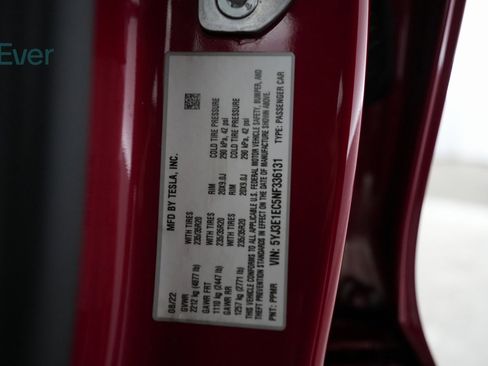 Ever
MFD BY TESLA, INC.
08/22
GVWR
2212 kg (4877 lb)
GAWR FRT
1110 kg (2447 lb)
GAWR RR
1257 kg (2771 lb)
WITH TIRES
235/35R20
WITH TIRES
235/35R20
RIM
20X9.0J
RIM
20X9.0J
COLD TIRE PRESSURE
290 kPa, 42 psi
COLD TIRE PRESSURE
290 kPa, 42 psi
THIS VEHICLE CONFORMS TO ALL APPLICABLE U.S. FEDERAL MOTOR VEHICLE SAFETY, BUMPER, AND
THEFT PREVENTION STANDARDS IN EFFECT ON THE DATE OF MANUFACTURE SHOWN ABOVE.
VIN: 5YJ3E1EC5NF336131
TYPE: PASSENGER CAR
PNT: PPMR